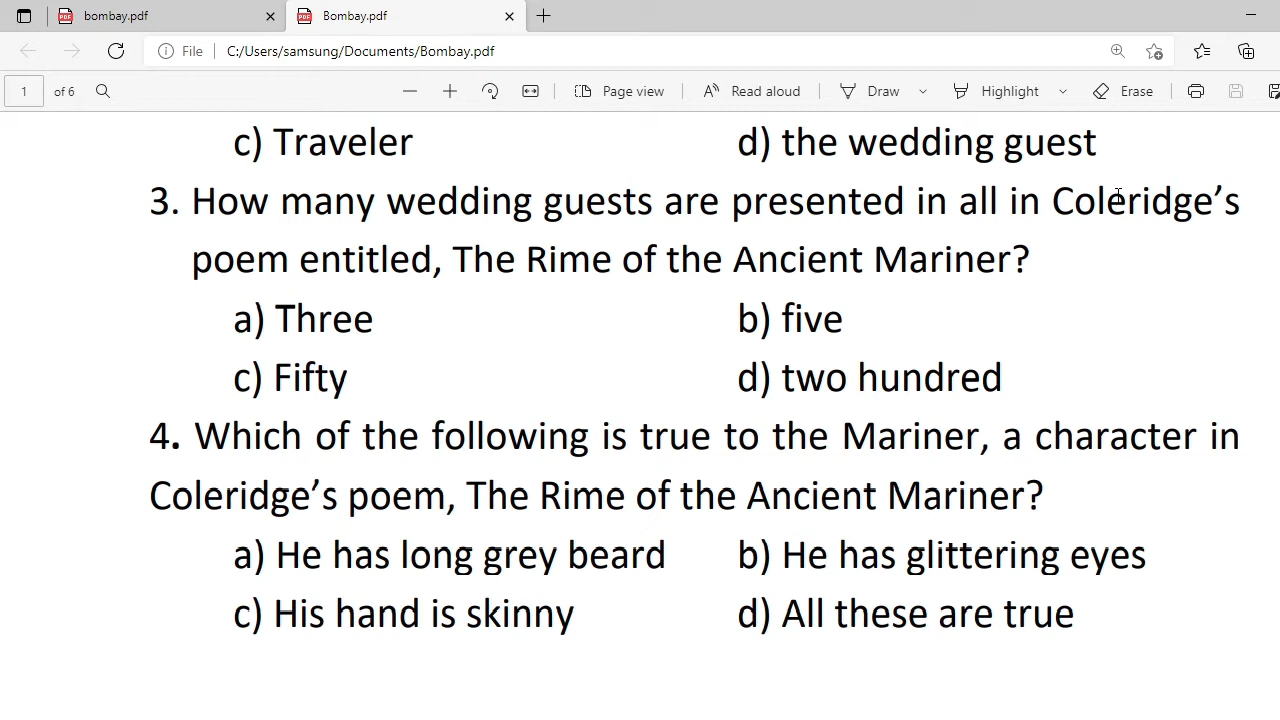 bombay.pdf
Bombay.pdf
File
C:/Users/samsung/Documents/Bombay.pdf
1 of 6
Page view
Read aloud
Draw
Highlight
Erase
c) Traveler d) the wedding guest
3. How many wedding guests are presented in all in Coleridge’s
poem entitled, The Rime of the Ancient Mariner?
a) Three b) five
c) Fifty d) two hundred
4. Which of the following is true to the Mariner, a character in
Coleridge’s poem, The Rime of the Ancient Mariner?
a) He has long grey beard b) He has glittering eyes
c) His hand is skinny d) All these are true